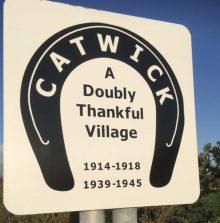 CATWICK
A
Doubly
Thankful
Village
1914-1918
1939-1945